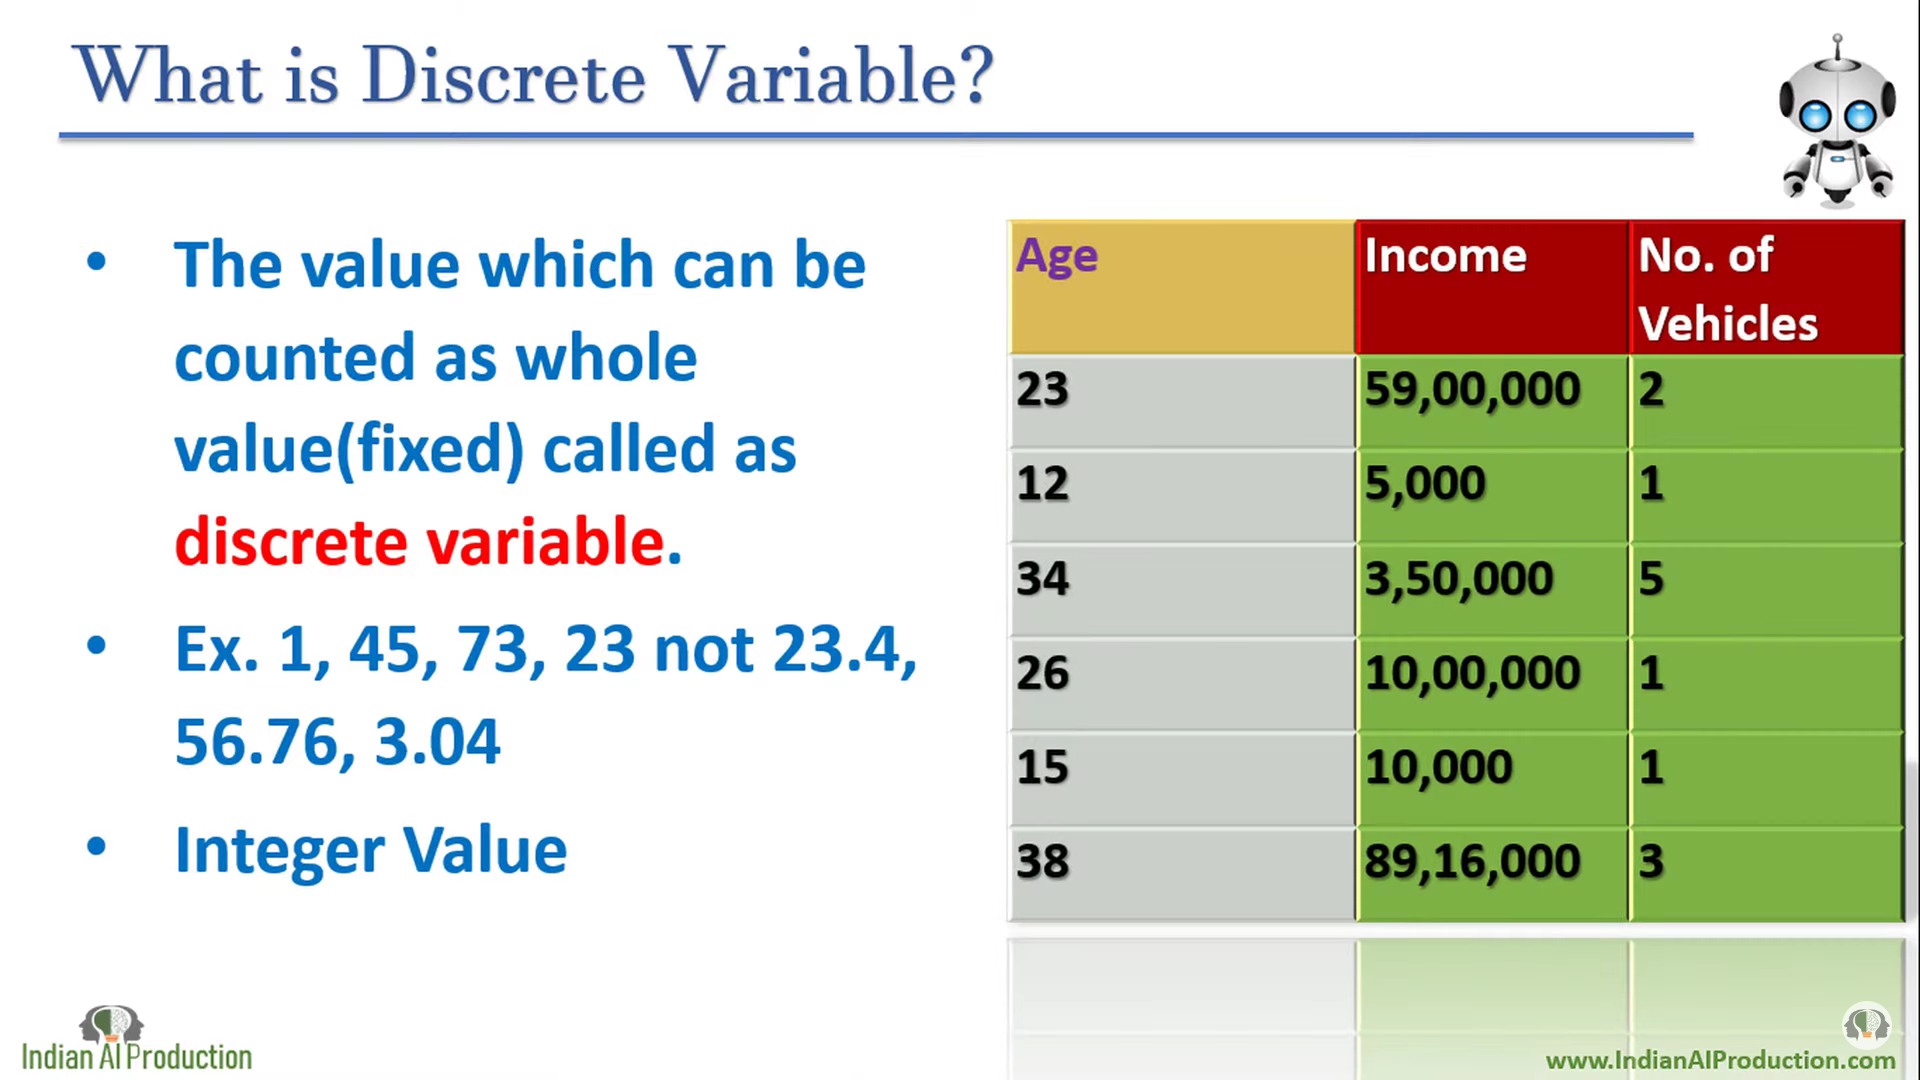 What is Discrete Variable?
• The value which can be
counted as whole
value(fixed) called as
discrete variable.
• Ex. 1, 45, 73, 23 not 23.4,
56.76, 3.04
• Integer Value
Age Income No. of
Vehicles
23 59,00,000 2
12 5,000 1
34 3,50,000 5
26 10,00,000 1
15 10,000 1
38 89,16,000 3
Indian AI Production
www.IndianAIProduction.com